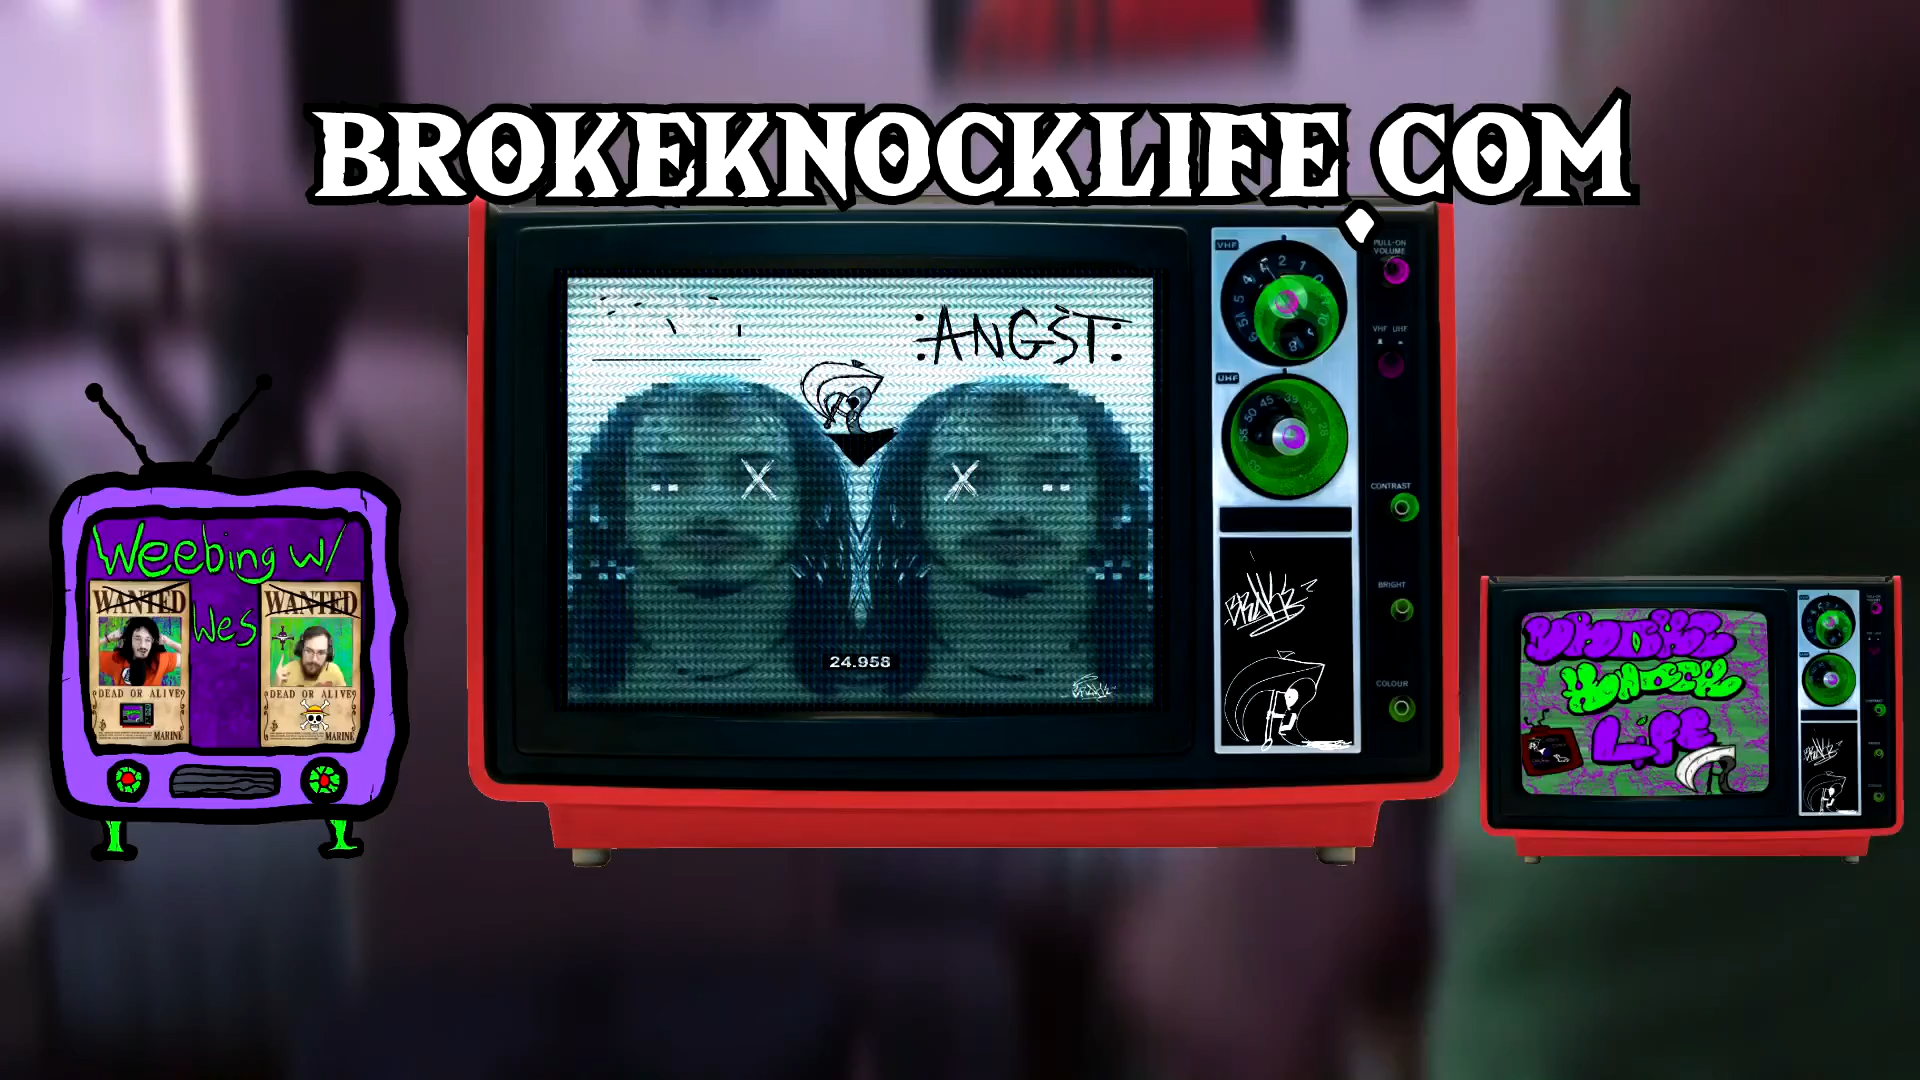 BROKEKNOCKLIFE.COM
:ANGST:
24.958
Weebing w/
Wes
WANTED
DEAD OR ALIVE
MARINE
WANTED
DEAD OR ALIVE
MARINE
VHF
PULL-ON
VOLUME
VHF UHF
UHF
CONTRAST
BRIGHT
COLOUR
LIFE